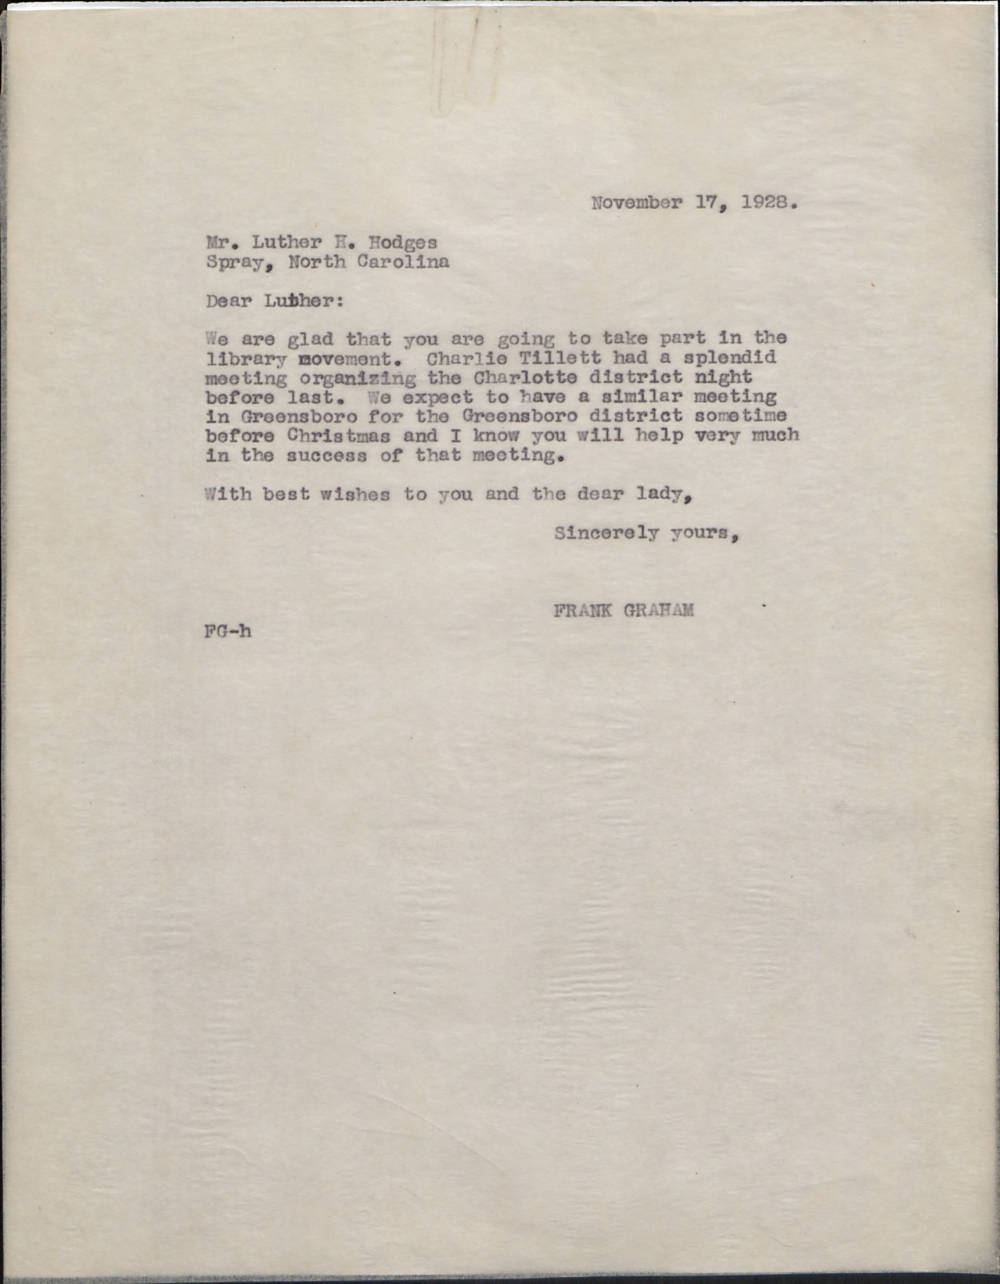 November 17, 1928.
Mr. Luther H. Hodges
Spray, North Carolina
Dear Luther:
We are glad that you are going to take part in the
library movement. Charlie Tillett had a splendid
meeting organizing the Charlotte district night
before last. We expect to have a similar meeting
in Greensboro for the Greensboro district sometime
before Christmas and I know you will help very much
in the success of that meeting.
With best wishes to you and the dear lady,
Sincerely yours,
FRANK GRAHAM
FG-h